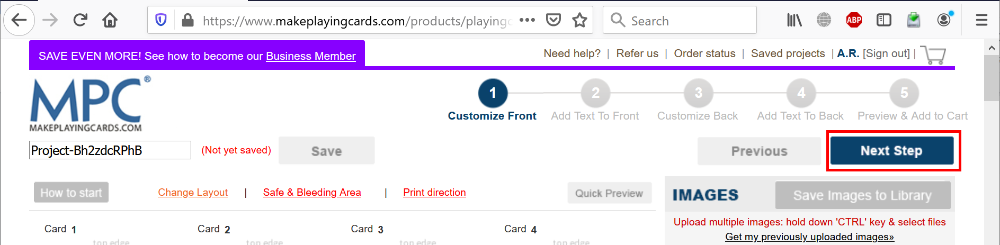 https://www.makeplayingcards.com/products/playingc
Search
ABP
SAVE EVEN MORE! See how to become our Business Member
Need help? | Refer us | Order status | Saved projects | A.R. [Sign out] |
MPC®
MAKEPLAYINGCARDS.COM
1 2 3 4 5
Customize Front Add Text To Front Customize Back Add Text To Back Preview & Add to Cart
Project-Bh2zdcRPhB (Not yet saved) Save Previous Next Step
How to start Change Layout | Safe & Bleeding Area | Print direction Quick Preview
IMAGES Save Images to Library
Upload multiple images: hold down 'CTRL' key & select files
Get my previously uploaded images»
Card 1 Card 2 Card 3 Card 4
top edge top edge top edge top edge